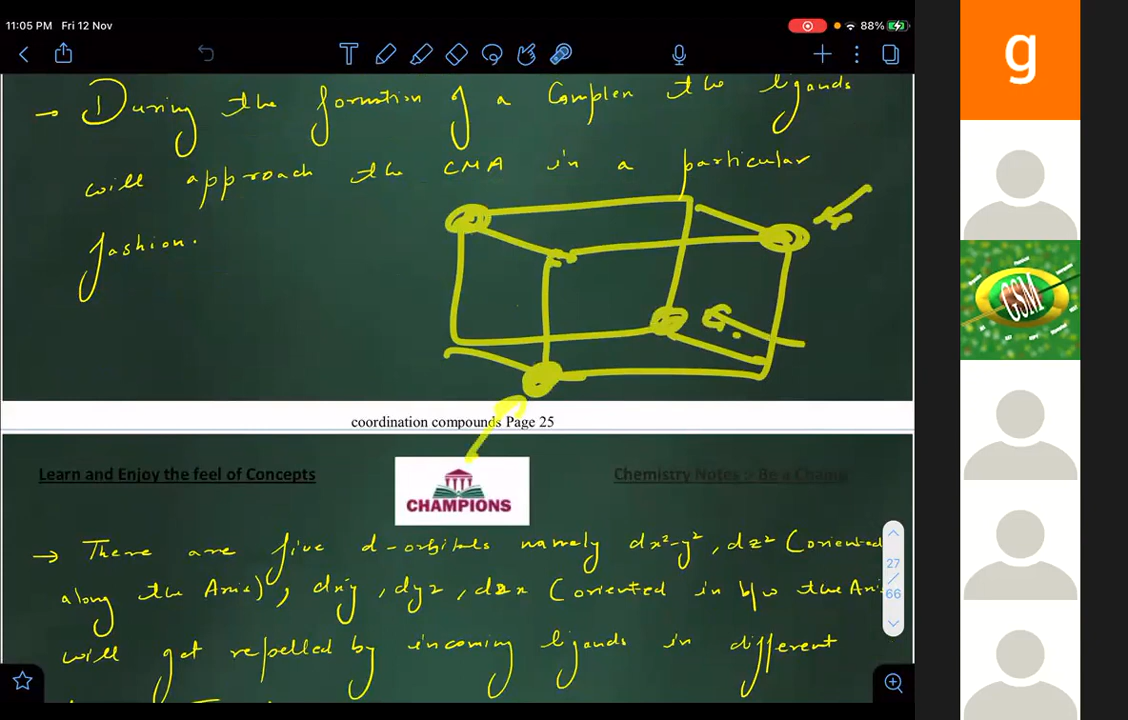 11:05 PM Fri 12 Nov
88%
g
→ During the formation of a Complex the ligands
will approach the CMA in a particular
fashion.
GSM
coordination compounds Page 25
Learn and Enjoy the feel of Concepts
CHAMPIONS
Chemistry Notes :- Be a Champ
→ There are five d-orbitals namely dx²-y², dz² (oriented
along the Axis), dxy, dyz, dzx (oriented in b/w the Axi
27
66
will get repelled by incoming ligands in different